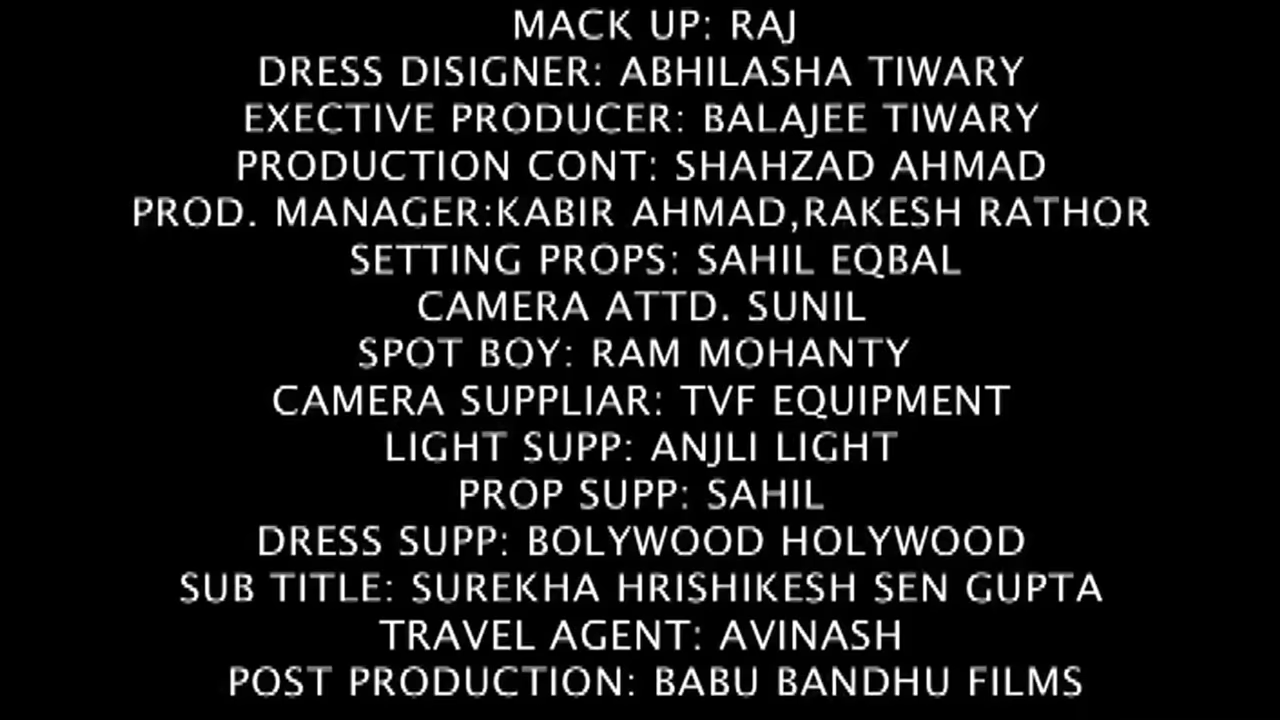 MACK UP: RAJ
DRESS DISIGNER: ABHILASHA TIWARY
EXECTIVE PRODUCER: BALAJEE TIWARY
PRODUCTION CONT: SHAHZAD AHMAD
PROD. MANAGER:KABIR AHMAD,RAKESH RATHOR
SETTING PROPS: SAHIL EQBAL
CAMERA ATTD. SUNIL
SPOT BOY: RAM MOHANTY
CAMERA SUPPLIAR: TVF EQUIPMENT
LIGHT SUPP: ANJLI LIGHT
PROP SUPP: SAHIL
DRESS SUPP: BOLYWOOD HOLYWOOD
SUB TITLE: SUREKHA HRISHIKESH SEN GUPTA
TRAVEL AGENT: AVINASH
POST PRODUCTION: BABU BANDHU FILMS